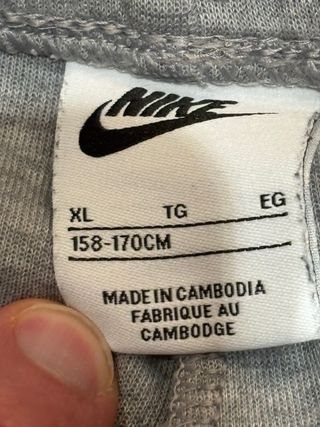 NIKE
XL TG EG
158-170CM
MADE IN CAMBODIA
FABRIQUE AU
CAMBODGE